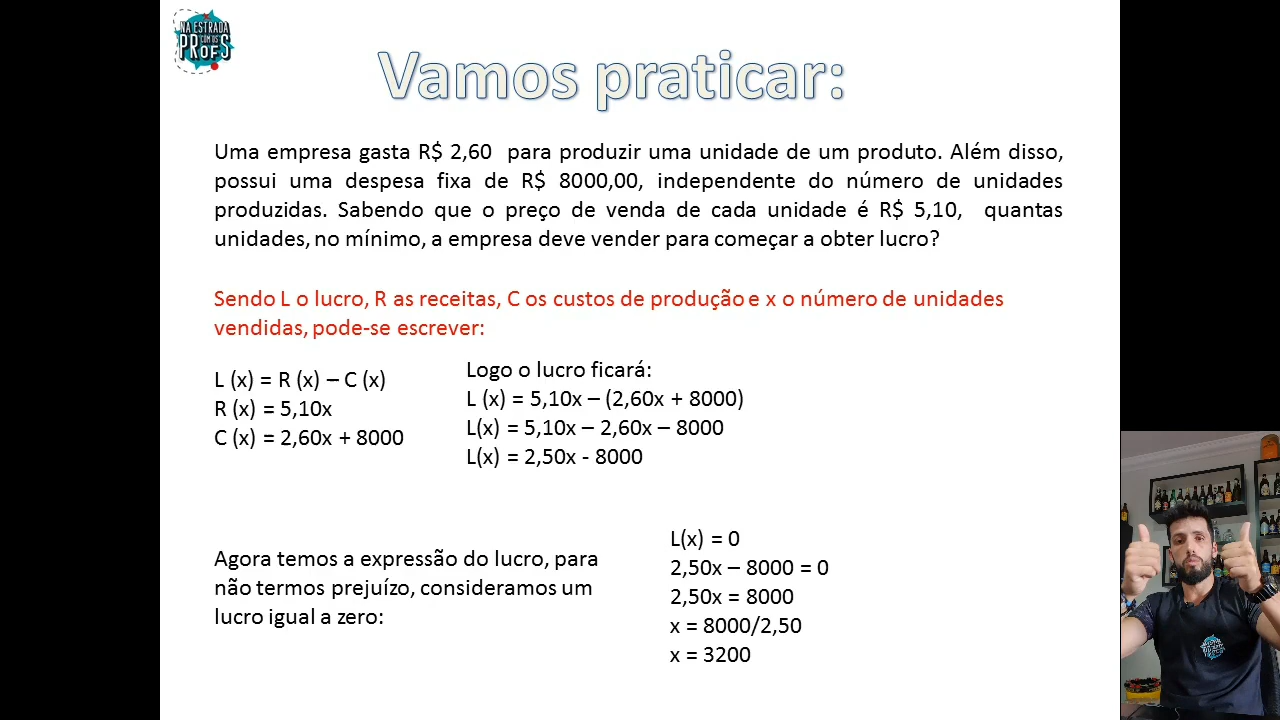 NA ESTRADA
COM OS
PROFS
Vamos praticar:
Uma empresa gasta R$ 2,60 para produzir uma unidade de um produto. Além disso,
possui uma despesa fixa de R$ 8000,00, independente do número de unidades
produzidas. Sabendo que o preço de venda de cada unidade é R$ 5,10, quantas
unidades, no mínimo, a empresa deve vender para começar a obter lucro?
Sendo L o lucro, R as receitas, C os custos de produção e x o número de unidades
vendidas, pode-se escrever:
L (x) = R (x) – C (x)
R (x) = 5,10x
C (x) = 2,60x + 8000
Logo o lucro ficará:
L (x) = 5,10x – (2,60x + 8000)
L(x) = 5,10x – 2,60x – 8000
L(x) = 2,50x - 8000
Agora temos a expressão do lucro, para
não termos prejuízo, consideramos um
lucro igual a zero:
L(x) = 0
2,50x – 8000 = 0
2,50x = 8000
x = 8000/2,50
x = 3200